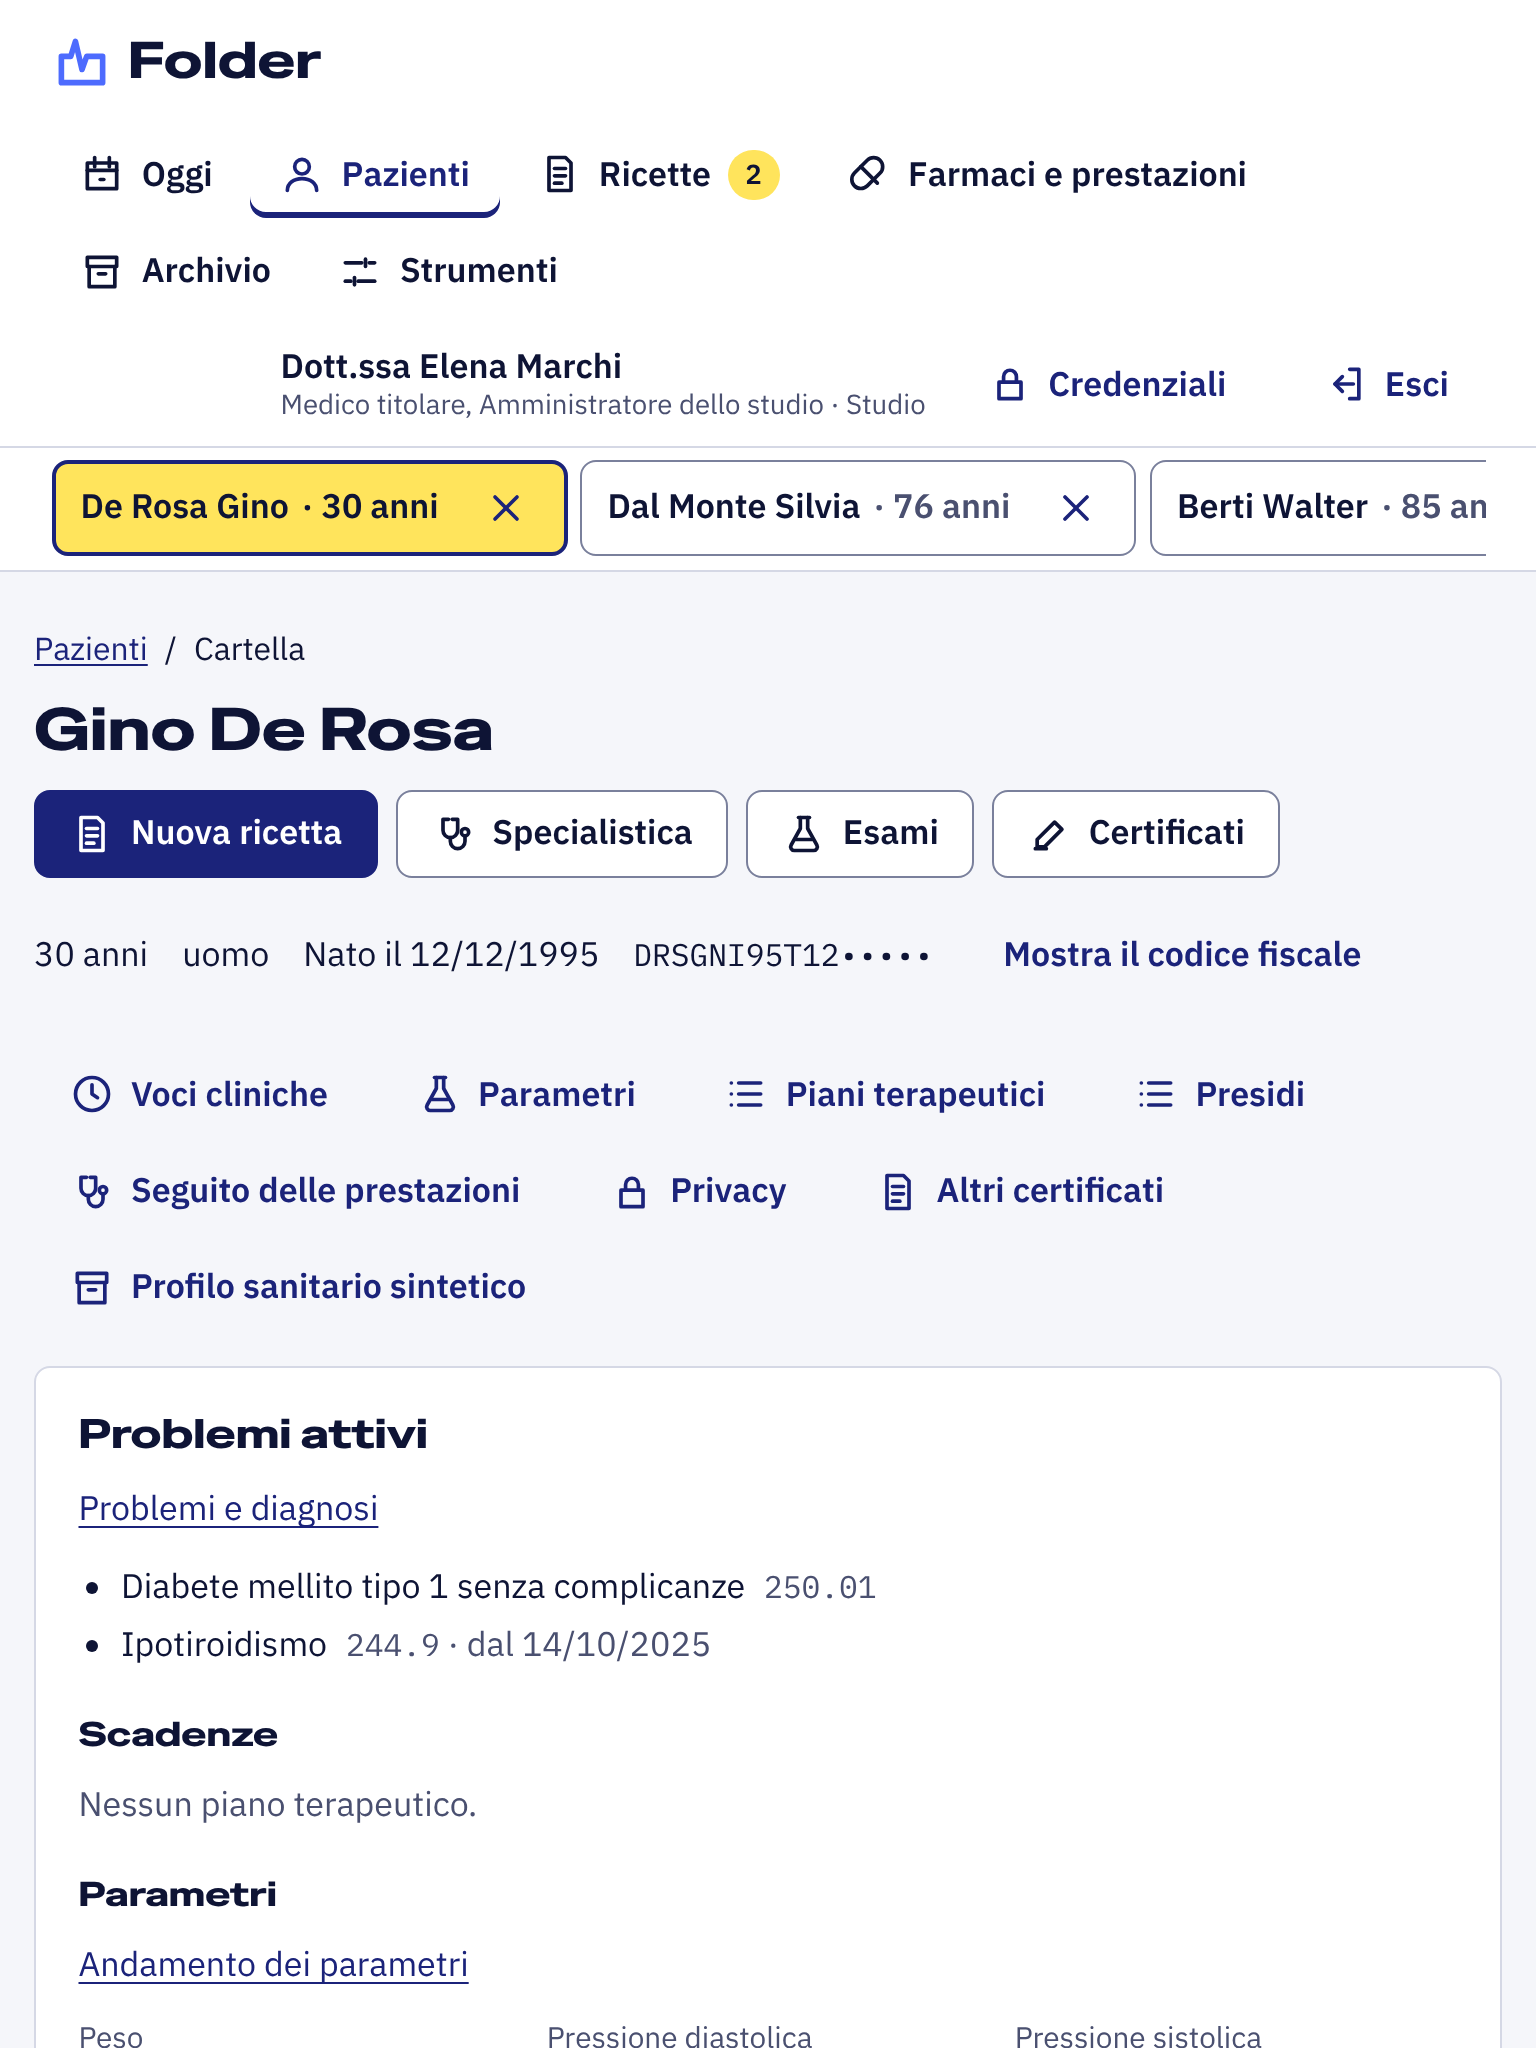 Folder
Oggi Pazienti Ricette 2 Farmaci e prestazioni
Archivio Strumenti
Dott.ssa Elena Marchi
Medico titolare, Amministratore dello studio · Studio
Credenziali Esci
De Rosa Gino · 30 anni Dal Monte Silvia · 76 anni Berti Walter · 85 an
Pazienti / Cartella
Gino De Rosa
Nuova ricetta Specialistica Esami Certificati
30 anni uomo Nato il 12/12/1995 DRSGNI95T12••••• Mostra il codice fiscale
Voci cliniche Parametri Piani terapeutici Presidi
Seguito delle prestazioni Privacy Altri certificati
Profilo sanitario sintetico
Problemi attivi
Problemi e diagnosi
• Diabete mellito tipo 1 senza complicanze 250.01
• Ipotiroidismo 244.9 · dal 14/10/2025
Scadenze
Nessun piano terapeutico.
Parametri
Andamento dei parametri
Peso Pressione diastolica Pressione sistolica